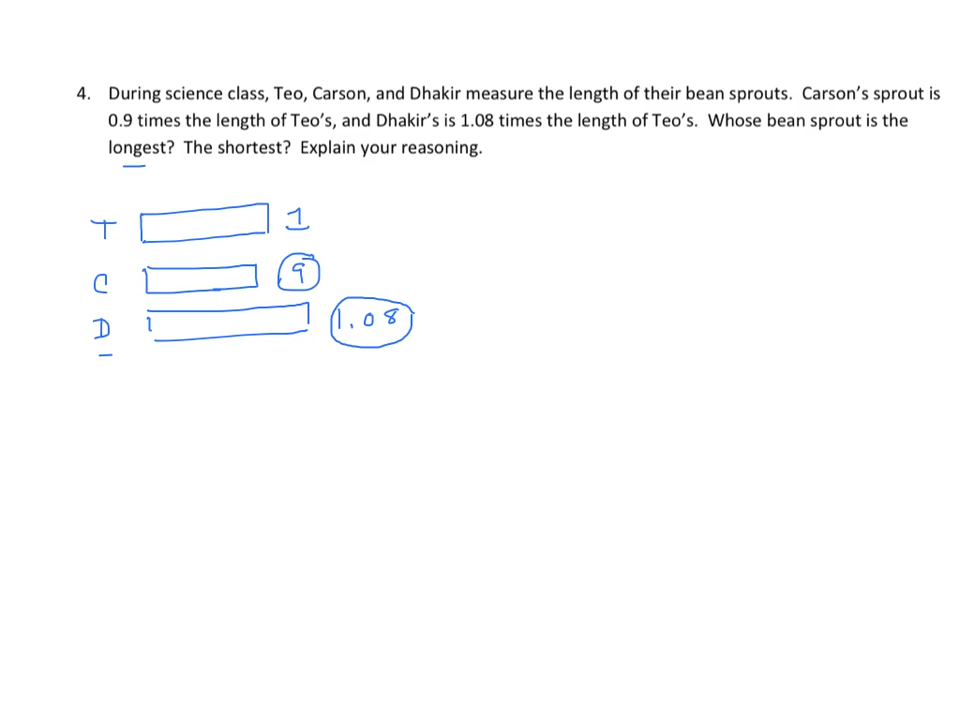 4. During science class, Teo, Carson, and Dhakir measure the length of their bean sprouts. Carson's sprout is
0.9 times the length of Teo's, and Dhakir's is 1.08 times the length of Teo's. Whose bean sprout is the
longest? The shortest? Explain your reasoning.
T 1
C 9
D 1.08